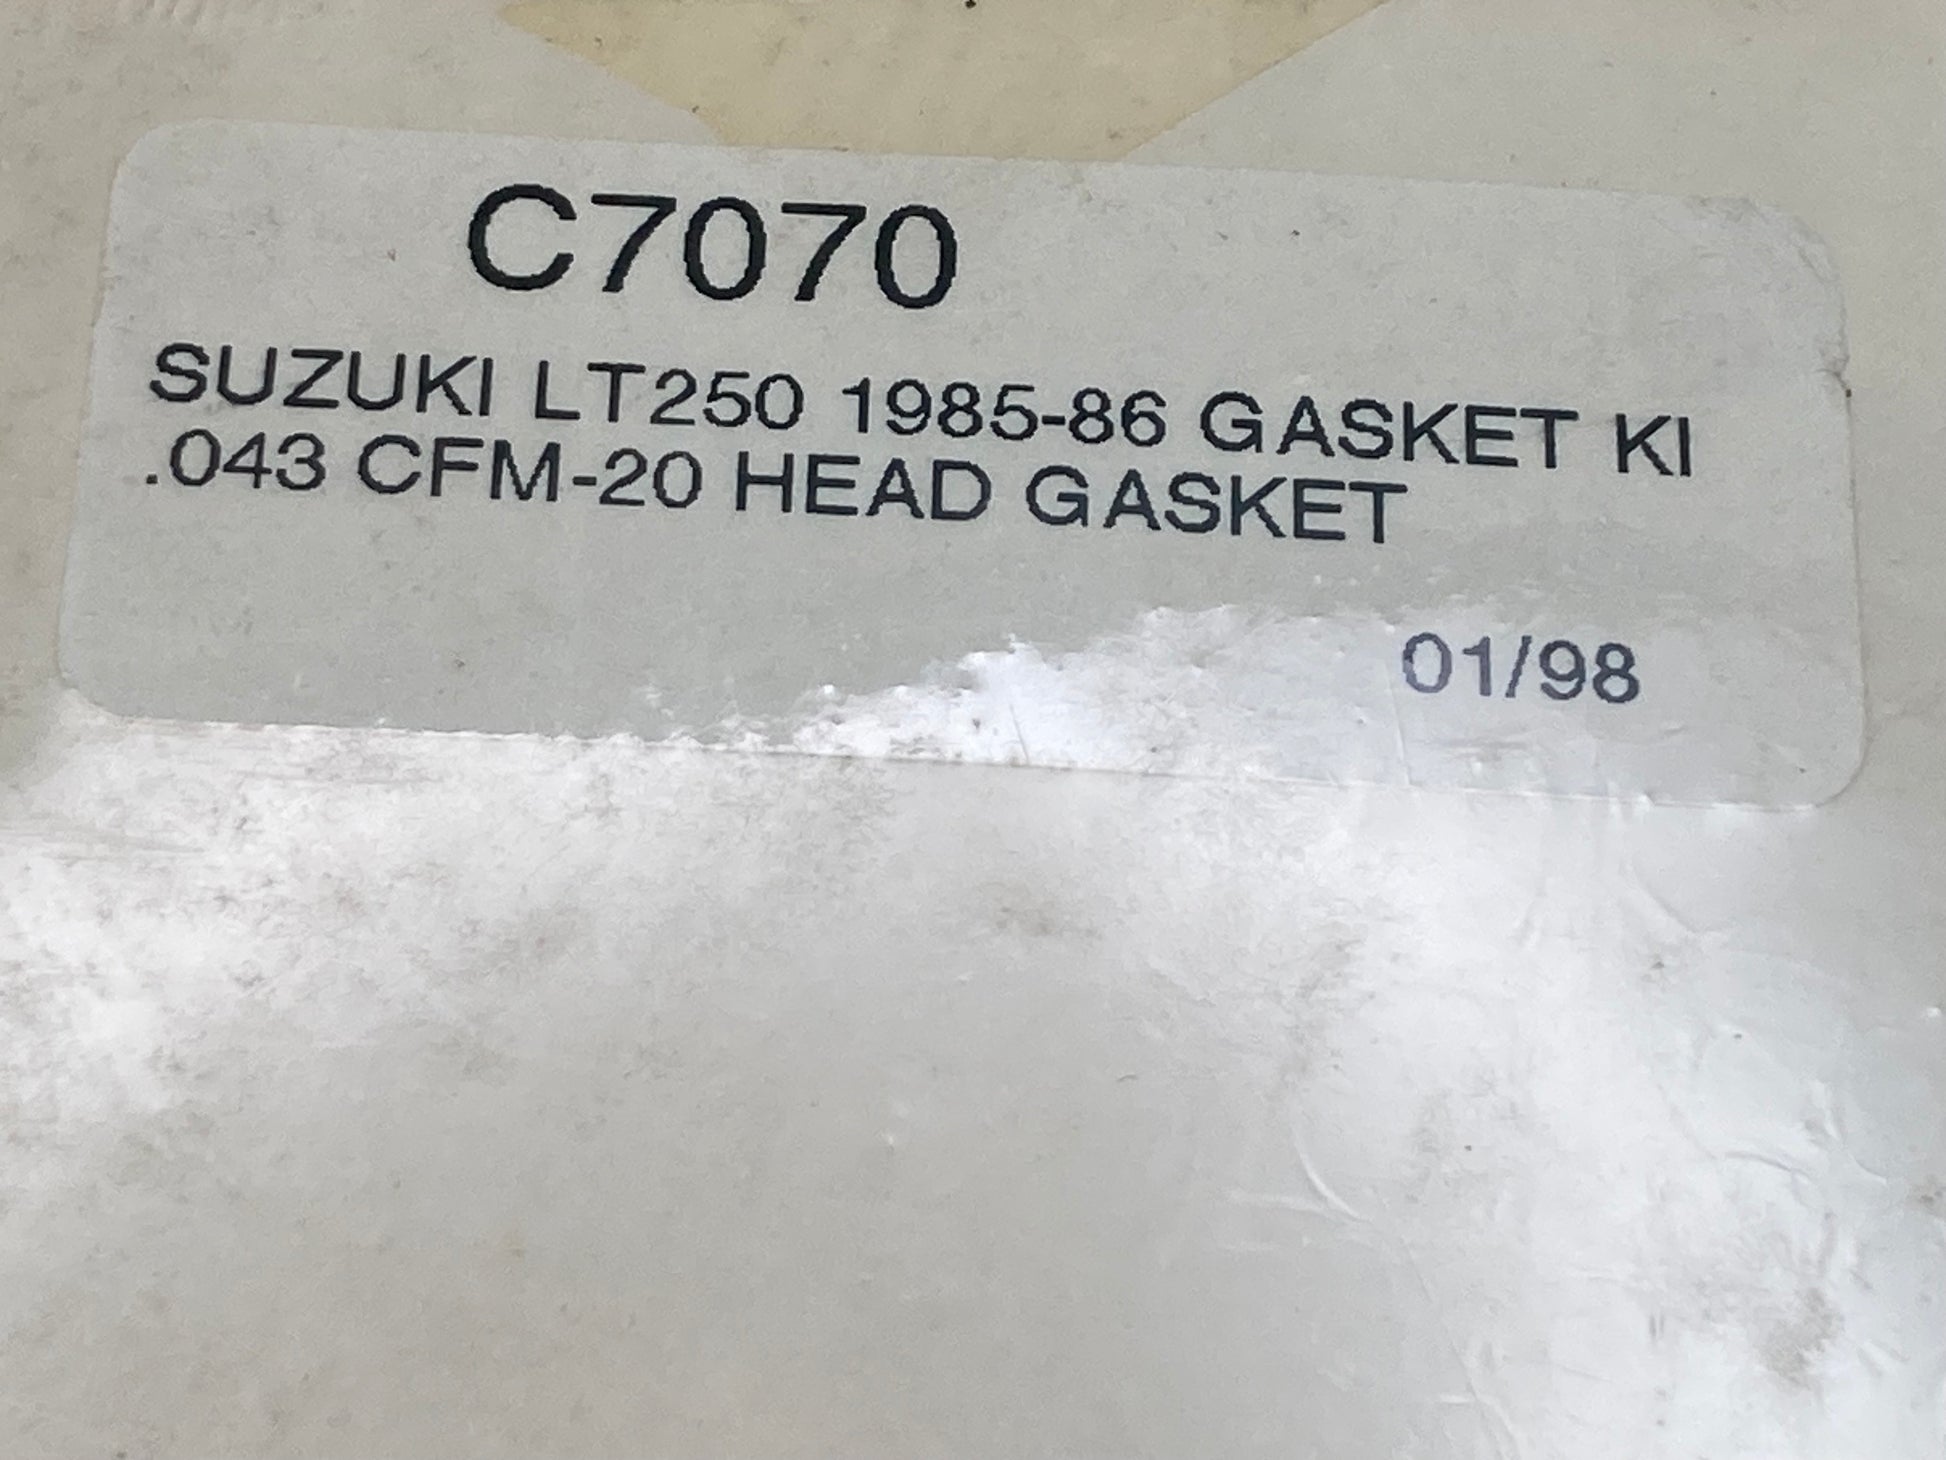 C7070
SUZUKI LT250 1985-86 GASKET KI
.043 CFM-20 HEAD GASKET
01/98